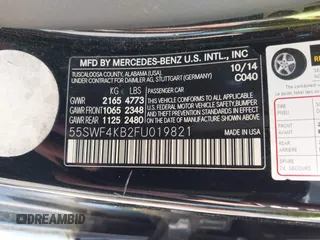 MFD BY MERCEDES-BENZ U.S. INTL., INC
TUSCALOOSA COUNTY, ALABAMA (USA) 10/14
UNDER CONTRACT FOR DAIMLER AG, STUTTGART (GERMANY) C040
KG LBS PASSENGER CAR
GVWR 2165 4773
GAWR FRONT 1065 2348
GAWR REAR 1125 2480
THIS VEHICLE CONFORMS TO ALL APPLICABLE
U.S. FEDERAL MOTOR VEHICLE SAFETY, BUMPER,
AND THEFT PREVENTION STANDARDS IN EFFECT
ON THE DATE OF MANUFACTURE SHOWN ABOVE
55SWF4KB2FU019821
DREAMBID